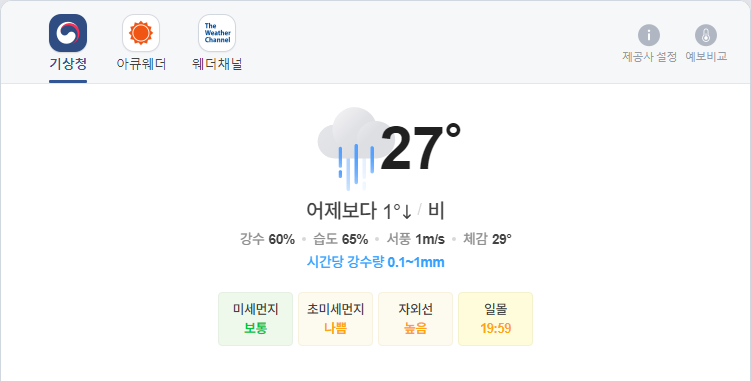 The
Weather
Channel
기상청 아큐웨더 웨더채널
제공사 설정 예보비교
27°
어제보다 1°↓ / 비
강수 60% • 습도 65% • 서풍 1m/s • 체감 29°
시간당 강수량 0.1~1mm
미세먼지 초미세먼지 자외선 일몰
보통 나쁨 높음 19:59